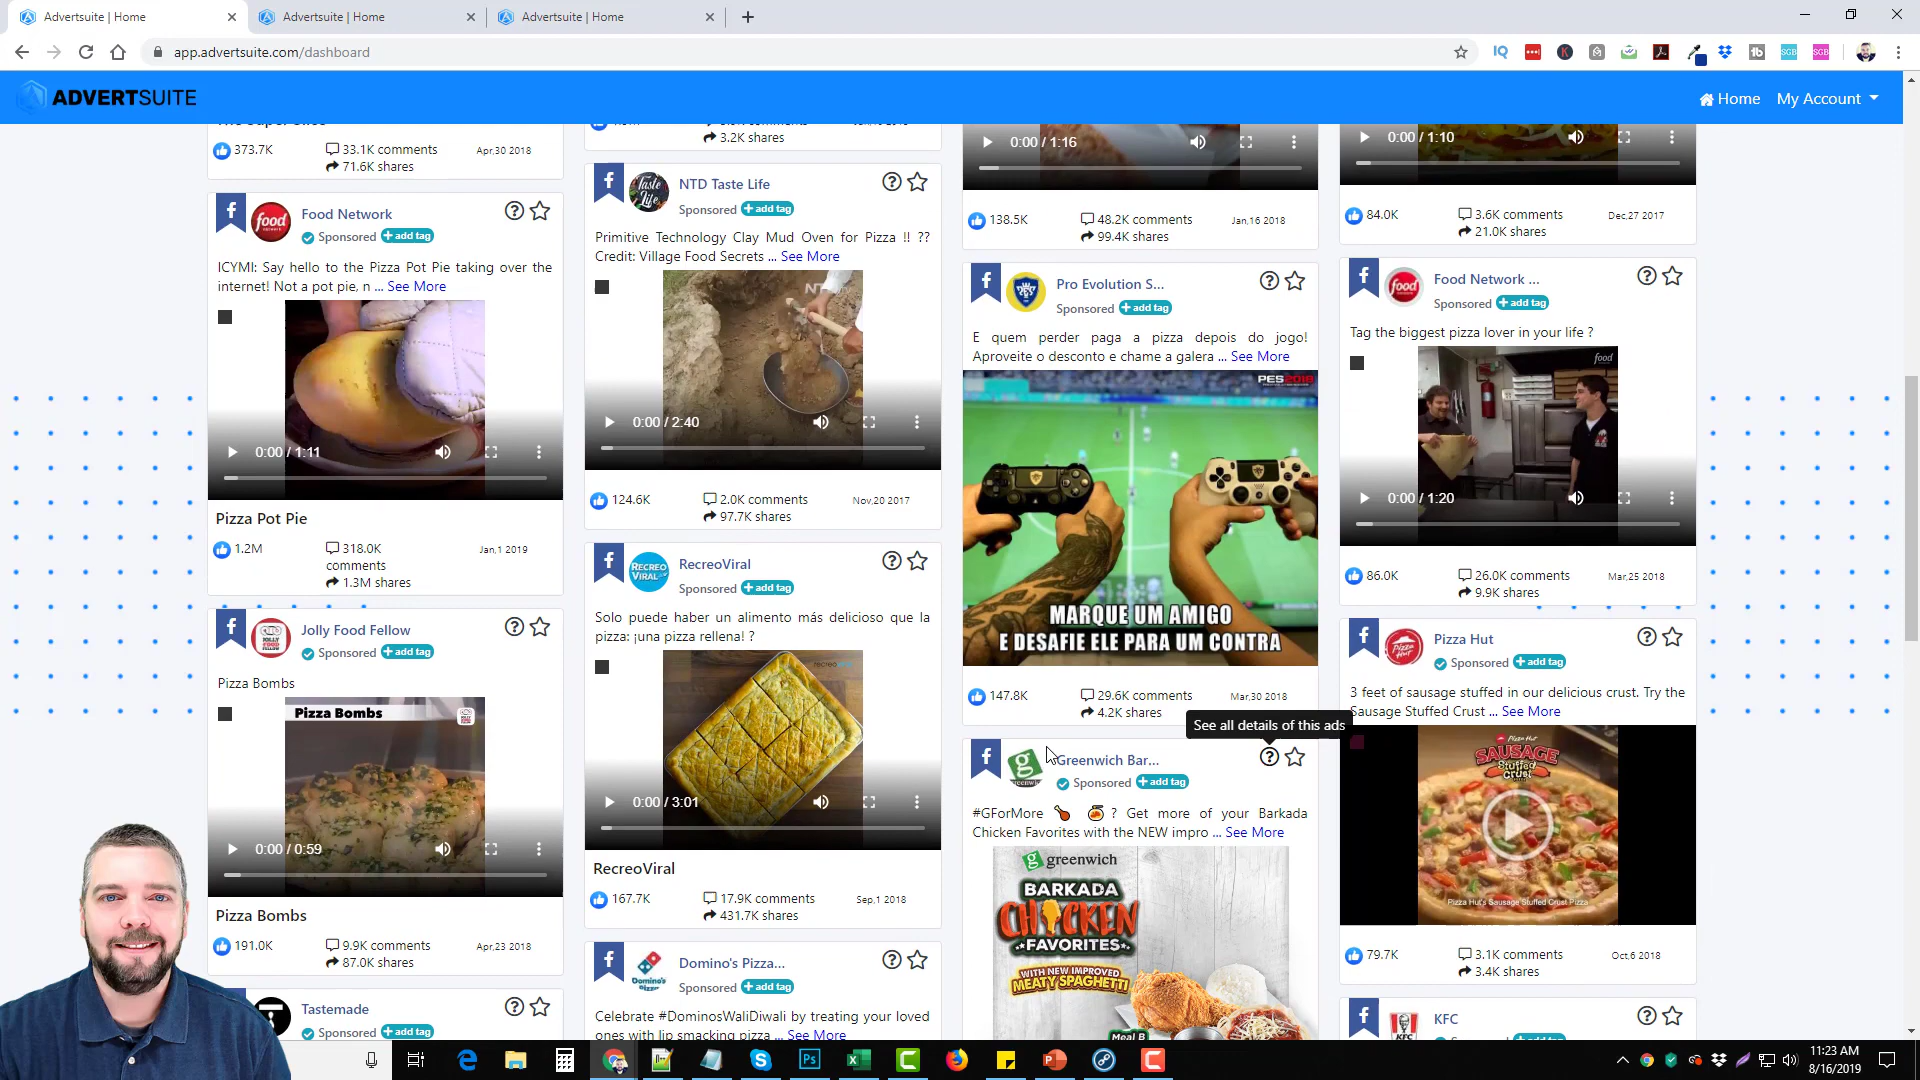 Advertsuite | Home
Advertsuite | Home
Advertsuite | Home
app.advertsuite.com/dashboard
ADVERTSUITE
Home
My Account
373.7K
33.1K comments
71.6K shares
Apr,30 2018
Food Network
Sponsored
+ add tag
ICYMI: Say hello to the Pizza Pot Pie taking over the
internet! Not a pot pie, n ... See More
0:00 / 1:11
Pizza Pot Pie
1.2M
318.0K
comments
1.3M shares
Jan,1 2019
Jolly Food Fellow
Sponsored
+ add tag
Pizza Bombs
Pizza Bombs
0:00 / 0:59
Pizza Bombs
191.0K
9.9K comments
87.0K shares
Apr,23 2018
Tastemade
Sponsored
+ add tag
3.2K shares
NTD Taste Life
Sponsored
+ add tag
Primitive Technology Clay Mud Oven for Pizza !! ??
Credit: Village Food Secrets ... See More
0:00 / 2:40
124.6K
2.0K comments
97.7K shares
Nov,20 2017
RecreoViral
Sponsored
+ add tag
Solo puede haber un alimento más delicioso que la
pizza: ¡una pizza rellena! ?
0:00 / 3:01
RecreoViral
167.7K
17.9K comments
431.7K shares
Sep,1 2018
Domino's Pizza...
Sponsored
+ add tag
Celebrate #DominosWaliDiwali by treating your loved
ones with lip smacking pizza ... See More
0:00 / 1:16
138.5K
48.2K comments
99.4K shares
Jan,16 2018
Pro Evolution S...
Sponsored
+ add tag
E quem perder paga a pizza depois do jogo!
Aproveite o desconto e chame a galera ... See More
PES2018
MARQUE UM AMIGO
E DESAFIE ELE PARA UM CONTRA
147.8K
29.6K comments
4.2K shares
Mar,30 2018
See all details of this ads
Greenwich Bar...
Sponsored
+ add tag
#GForMore ? Get more of your Barkada
Chicken Favorites with the NEW impro ... See More
greenwich
BARKADA
CHICKEN
FAVORITES
WITH NEW IMPROVED
MEATY SPAGHETTI
Meal B
0:00 / 1:10
84.0K
3.6K comments
21.0K shares
Dec,27 2017
Food Network ...
Sponsored
+ add tag
Tag the biggest pizza lover in your life ?
food
0:00 / 1:20
86.0K
26.0K comments
9.9K shares
Mar,25 2018
Pizza Hut
Sponsored
+ add tag
3 feet of sausage stuffed in our delicious crust. Try the
Sausage Stuffed Crust ... See More
Pizza Hut
SAUSAGE
Stuffed
Crust
Pizza Hut's Sausage Stuffed Crust Pizza
79.7K
3.1K comments
3.4K shares
Oct,6 2018
KFC
11:23 AM
8/16/2019